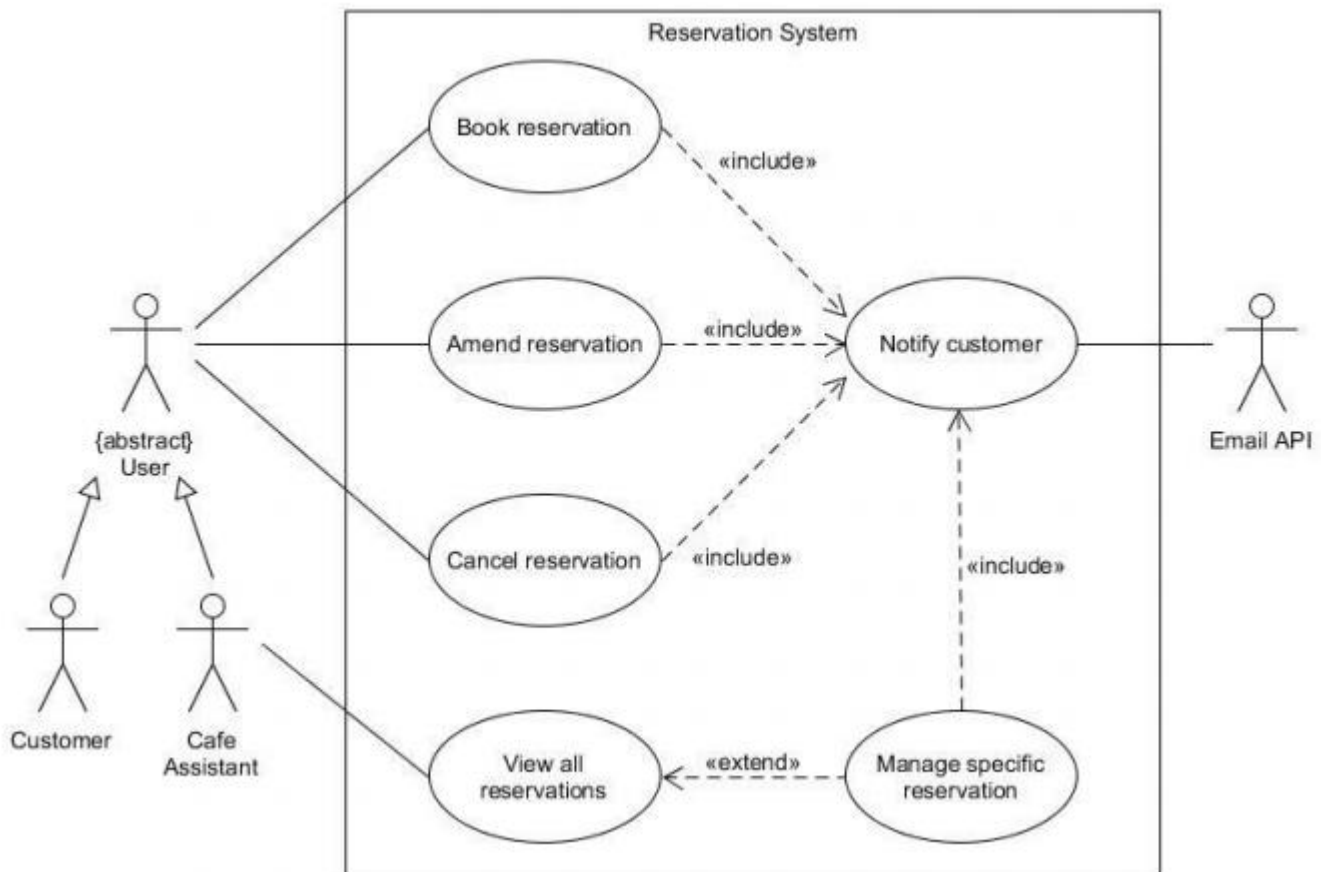 Reservation System
Book reservation
«include»
Amend reservation
«include»
Notify customer
{abstract}
User
Email API
Cancel reservation
«include»
«include»
Customer
Cafe
Assistant
View all
reservations
«extend»
Manage specific
reservation